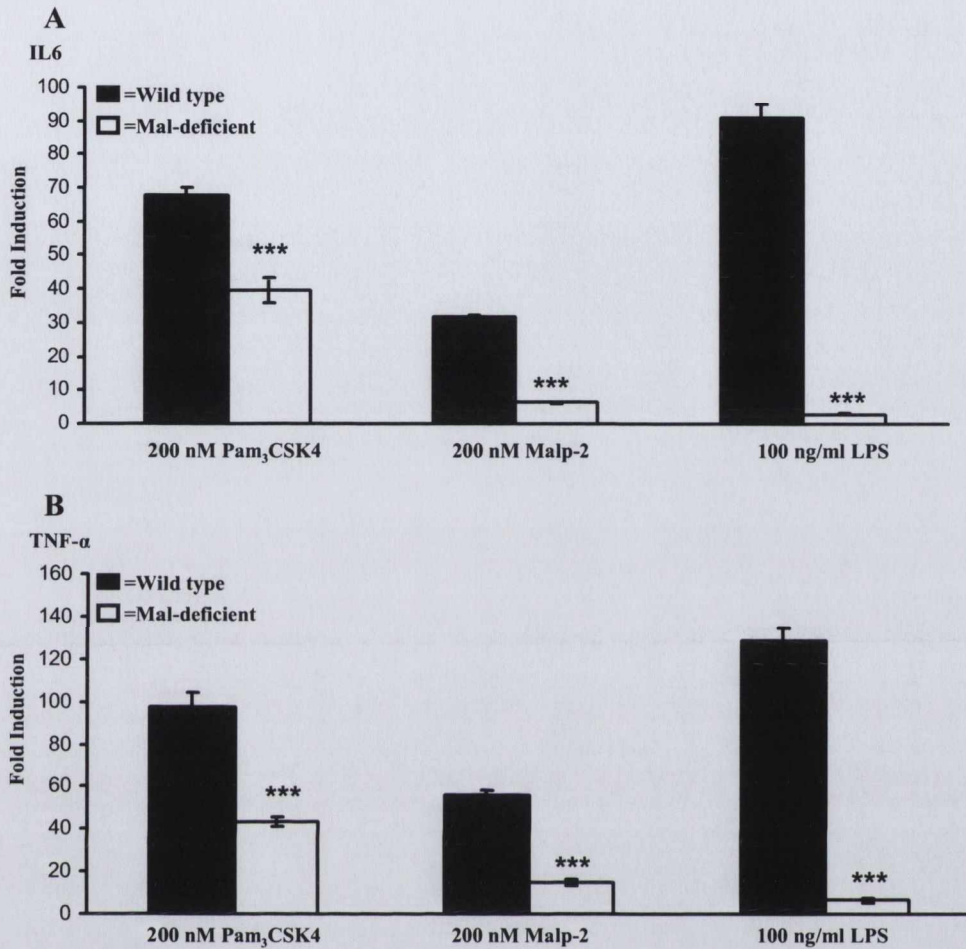 A
IL6
100
90
80
70
60
50
40
30
20
10
0
Fold Induction
=Wild type
=Mal-deficient
***
***
***
200 nM Pam₃CSK4
200 nM Malp-2
100 ng/ml LPS
B
TNF-α
160
140
120
100
80
60
40
20
0
Fold Induction
=Wild type
=Mal-deficient
***
***
***
200 nM Pam₃CSK4
200 nM Malp-2
100 ng/ml LPS